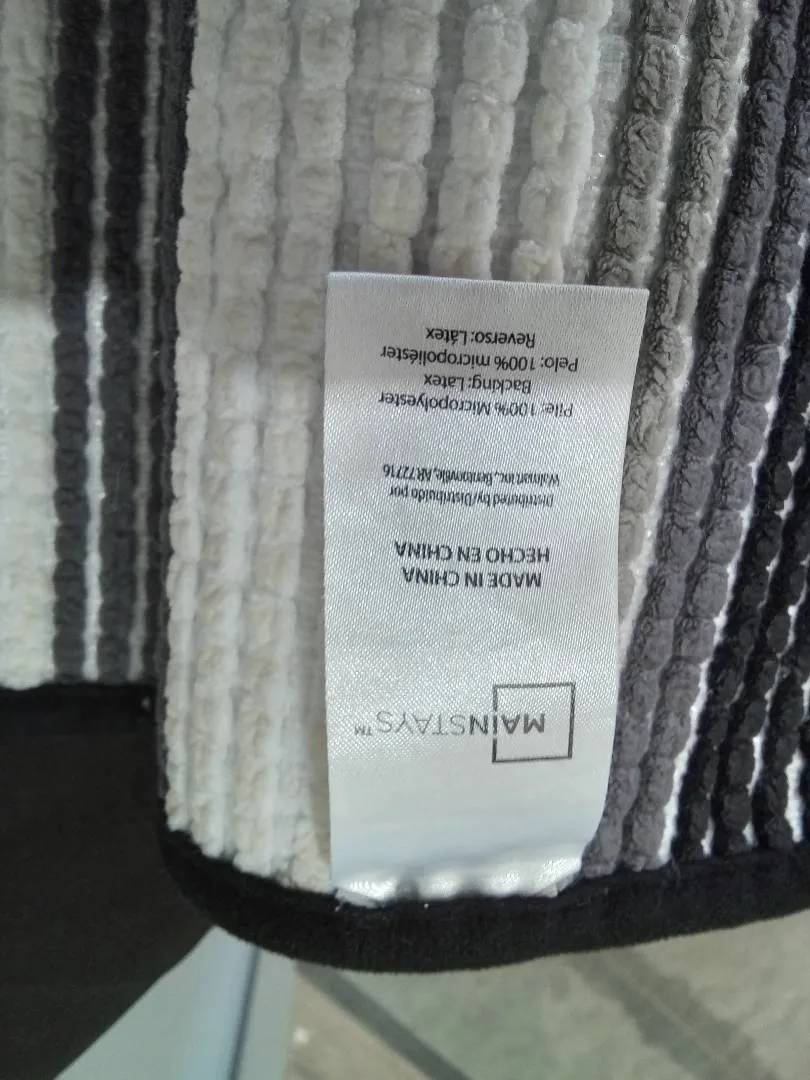 MAINSTAYS™
MADE IN CHINA
HECHO EN CHINA
Distributed by/Distribuido por
Walmart Inc., Bentonville, AR 72716
Pile: 100% Micropolyester
Backing: Latex
Pelo: 100% micropoliéster
Reverso: Látex